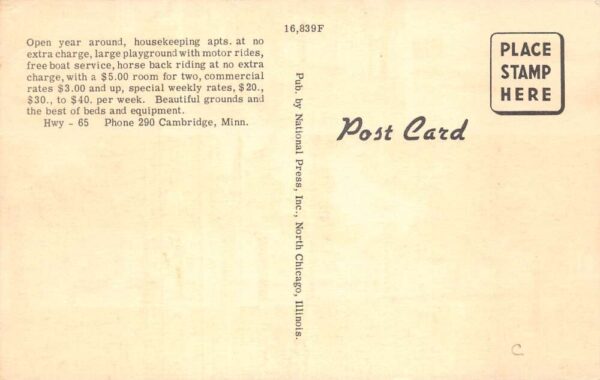 16,839F
Open year around, housekeeping apts. at no
extra charge, large playground with motor rides,
free boat service, horse back riding at no extra
charge, with a $5.00 room for two, commercial
rates $3.00 and up, special weekly rates, $20.,
$30., to $40. per week. Beautiful grounds and
the best of beds and equipment.
Hwy - 65 Phone 290 Cambridge, Minn.
Pub. by National Press, Inc., North Chicago, Illinois.
PLACE
STAMP
HERE
Post Card
C